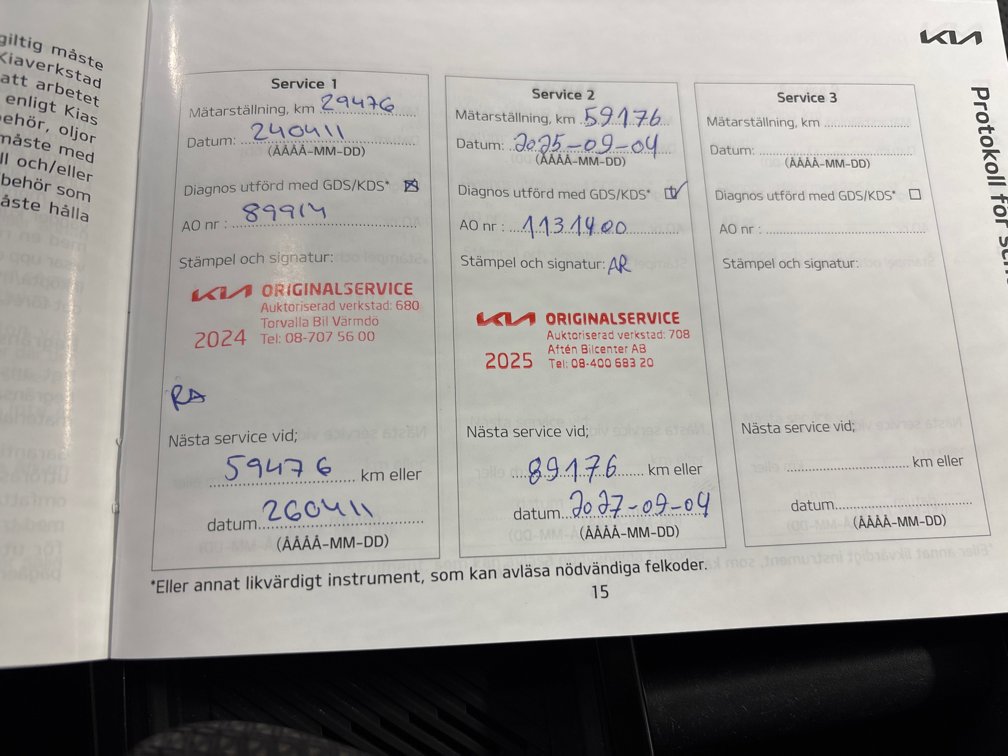 giltig måste
Kiaverkstad
att arbetet
enligt Kias
behör, oljor
måste med
ll och/eller
behör som
åste hålla
KIA
Protokoll för
Service 1
Mätarställning, km 29476
Datum: 240411
(ÅÅÅÅ-MM-DD)
Diagnos utförd med GDS/KDS*
AO nr : 89914
Stämpel och signatur:
KIA ORIGINALSERVICE
Auktoriserad verkstad: 680
Torvalla Bil Värmdö
2024 Tel: 08-707 56 00
RA
Nästa service vid;
59476 km eller
datum 260411
(ÅÅÅÅ-MM-DD)
Service 2
Mätarställning, km 59176
Datum: 2025-09-04
(ÅÅÅÅ-MM-DD)
Diagnos utförd med GDS/KDS*
AO nr : 1131400
Stämpel och signatur: AR
KIA ORIGINALSERVICE
Auktoriserad verkstad: 708
Aftén Bilcenter AB
2025 Tel: 08-400 683 20
Nästa service vid;
89176 km eller
datum 2027-09-04
(ÅÅÅÅ-MM-DD)
Service 3
Mätarställning, km
Datum:
(ÅÅÅÅ-MM-DD)
Diagnos utförd med GDS/KDS*
AO nr :
Stämpel och signatur:
Nästa service vid;
km eller
datum
(ÅÅÅÅ-MM-DD)
*Eller annat likvärdigt instrument, som kan avläsa nödvändiga felkoder.
15